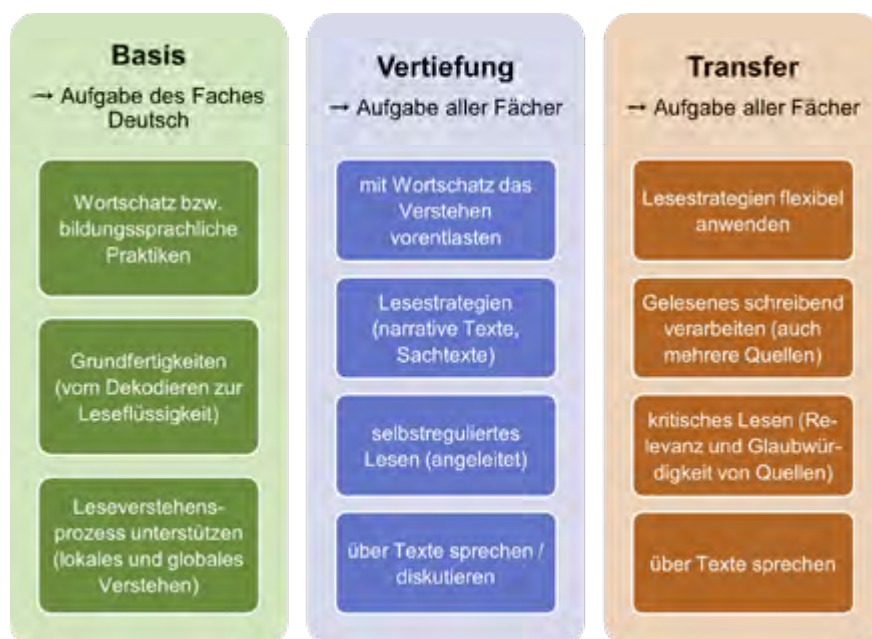 Basis
→ Aufgabe des Faches
Deutsch
Wortschatz bzw.
bildungssprachliche
Praktiken
Grundfertigkeiten
(vom Dekodieren zur
Leseflüssigkeit)
Leseverstehens-
prozess unterstützen
(lokales und globales
Verstehen)
Vertiefung
→ Aufgabe aller Fächer
mit Wortschatz das
Verstehen
vorentlasten
Lesestrategien
(narrative Texte,
Sachtexte)
selbstreguliertes
Lesen (angeleitet)
über Texte sprechen /
diskutieren
Transfer
→ Aufgabe aller Fächer
Lesestrategien flexibel
anwenden
Gelesenes schreibend
verarbeiten (auch
mehrere Quellen)
kritisches Lesen (Re-
levanz und Glaubwür-
digkeit von Quellen)
über Texte sprechen